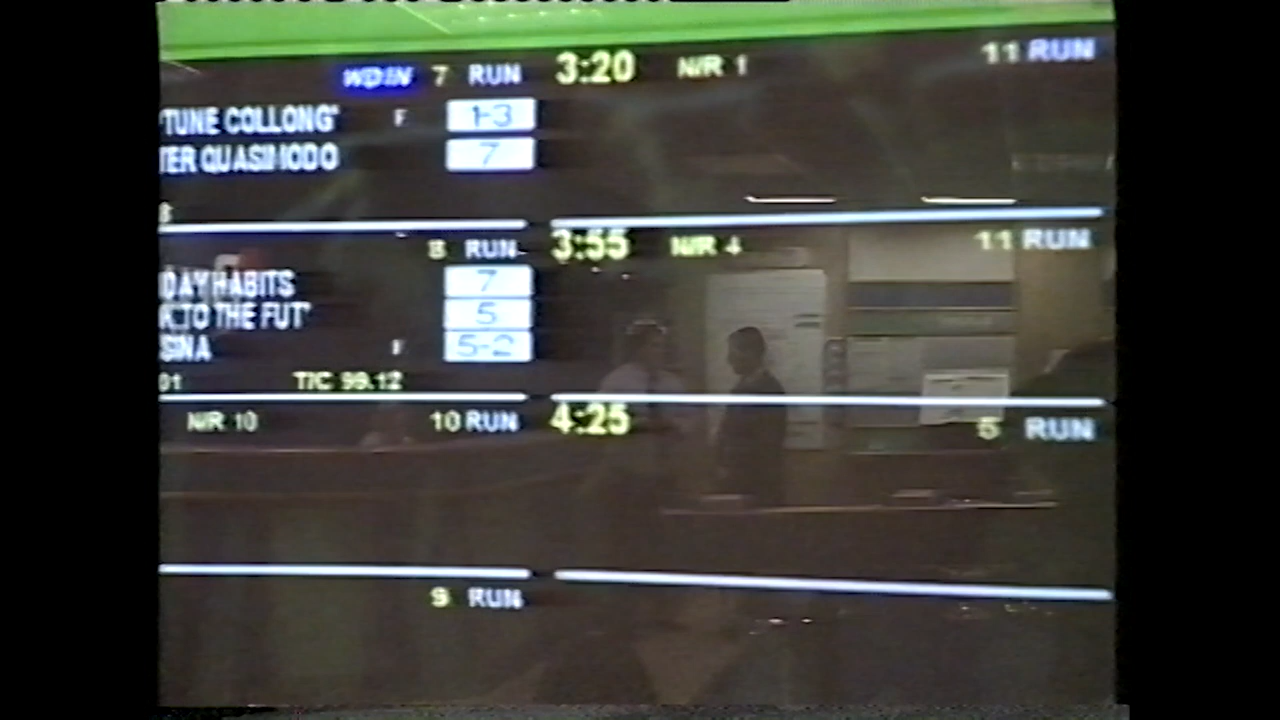 WDIN 7 RUN
'TUNE COLLONG' F 1-3
TER QUASIMODO 7
8 RUN
DAY HABITS 7
K TO THE FUT' 5
SINA F 5-2
01 T/C 99.12
N/R 10 10 RUN
9 RUN
3:20 N/R 1 11 RUN
3:55 N/R 4 11 RUN
4:25 5 RUN